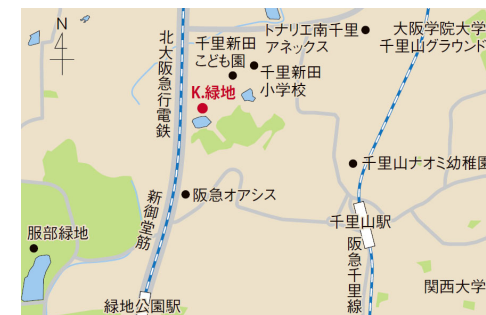 N
北大阪急行電鉄
千里新田
こども園
トナリエ南千里
アネックス
大阪学院大学
千里山グラウンド
千里新田
小学校
K.緑地
千里山ナオミ幼稚園
阪急オアシス
新御堂筋
千里山駅
服部緑地
阪急千里線
関西大学
緑地公園駅